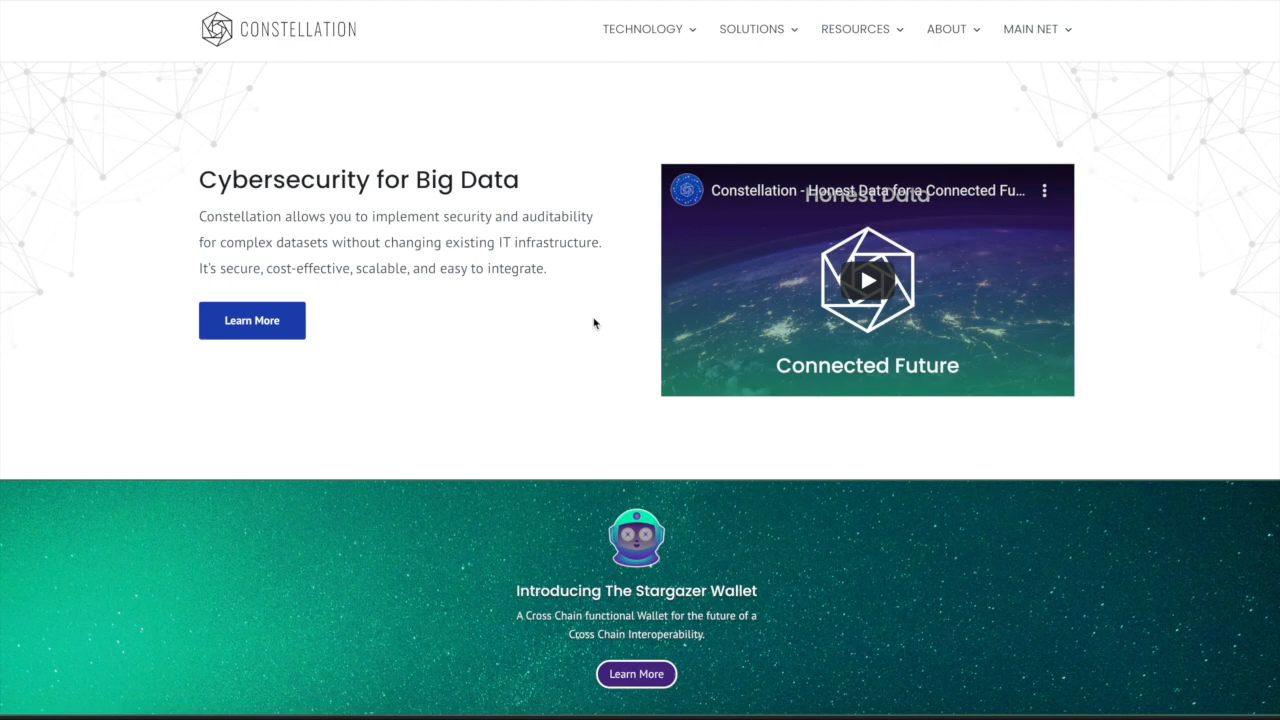 CONSTELLATION
TECHNOLOGY
SOLUTIONS
RESOURCES
ABOUT
MAIN NET
Cybersecurity for Big Data
Constellation allows you to implement security and auditability
for complex datasets without changing existing IT infrastructure.
It's secure, cost-effective, scalable, and easy to integrate.
Learn More
Constellation - Honest Data for a Connected Fu...
Honest Data
Connected Future
Introducing The Stargazer Wallet
A Cross Chain functional Wallet for the future of a
Cross Chain Interoperability.
Learn More